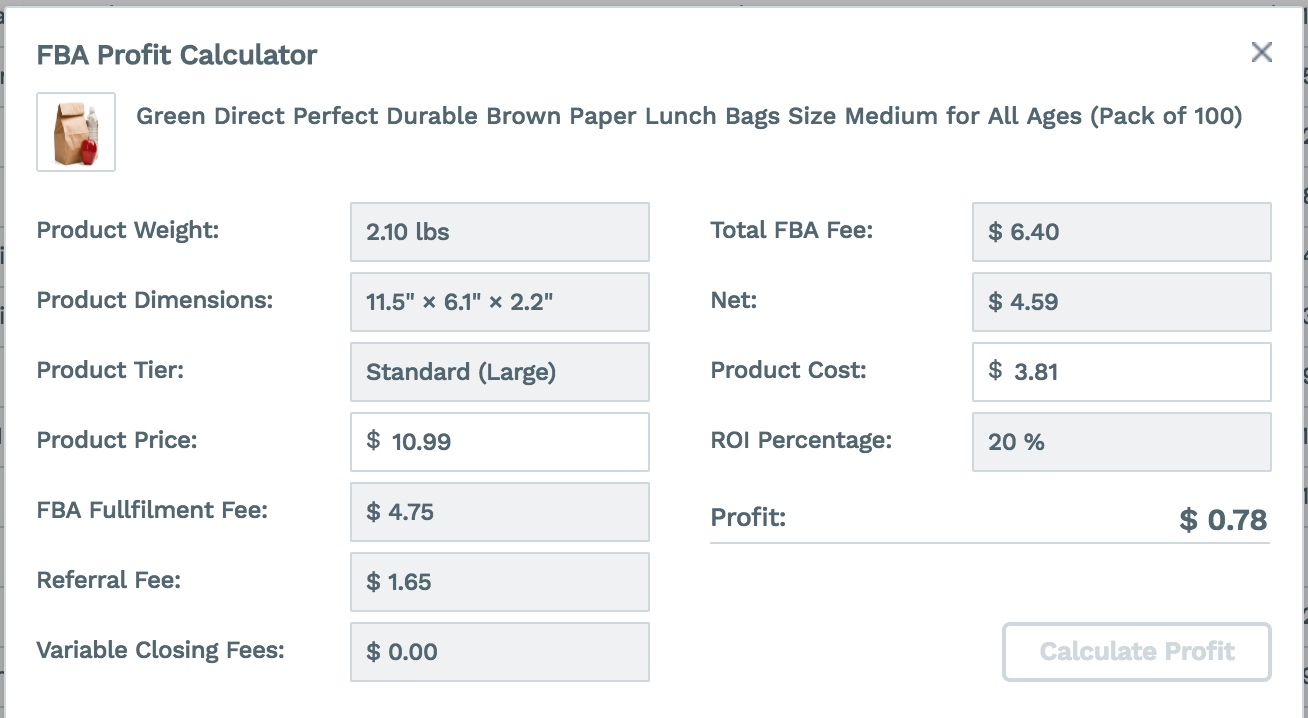 FBA Profit Calculator
Green Direct Perfect Durable Brown Paper Lunch Bags Size Medium for All Ages (Pack of 100)
Product Weight: 2.10 lbs
Product Dimensions: 11.5" × 6.1" × 2.2"
Product Tier: Standard (Large)
Product Price: $ 10.99
FBA Fullfilment Fee: $ 4.75
Referral Fee: $ 1.65
Variable Closing Fees: $ 0.00
Total FBA Fee: $ 6.40
Net: $ 4.59
Product Cost: $ 3.81
ROI Percentage: 20 %
Profit: $ 0.78
Calculate Profit